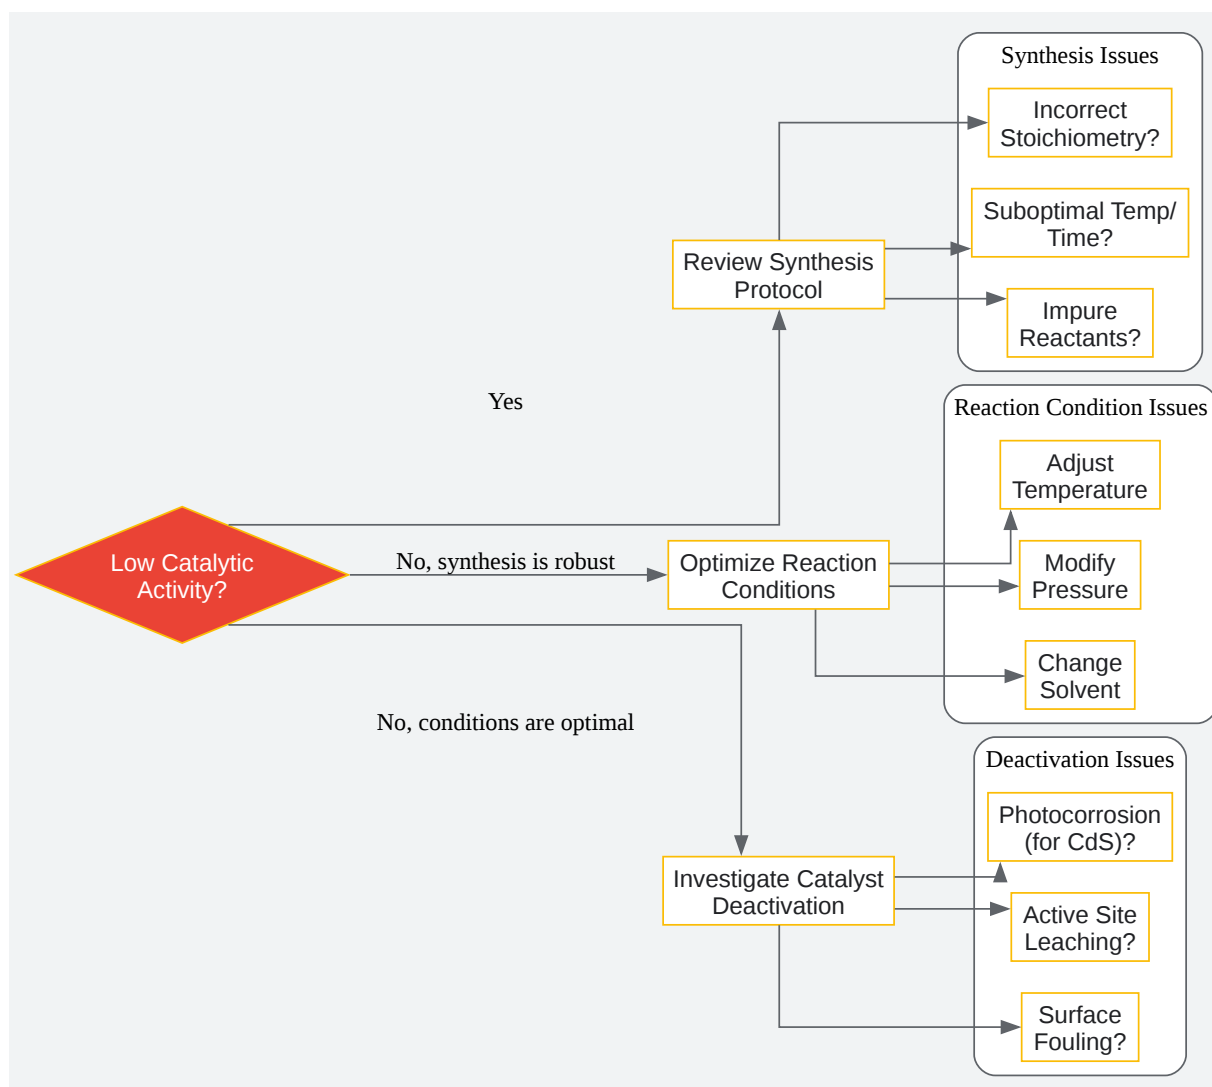 Synthesis Issues
Incorrect
Stoichiometry?
Suboptimal Temp/
Time?
Review Synthesis
Protocol
Impure
Reactants?
Yes
Reaction Condition Issues
Adjust
Temperature
Low Catalytic
Activity?
No, synthesis is robust
Optimize Reaction
Conditions
Modify
Pressure
Change
Solvent
No, conditions are optimal
Deactivation Issues
Photocorrosion
(for CdS)?
Investigate Catalyst
Deactivation
Active Site
Leaching?
Surface
Fouling?